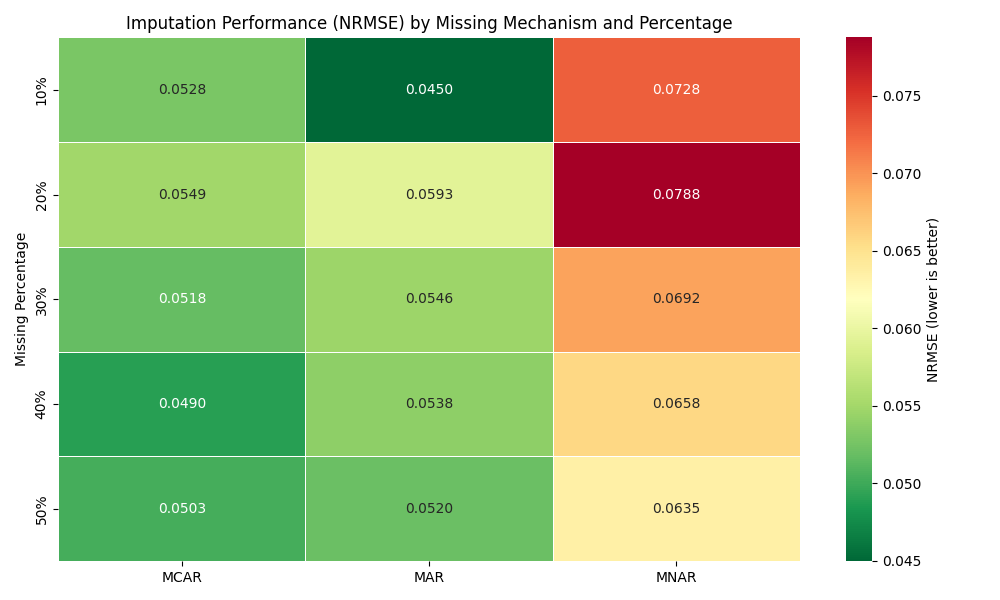 Imputation Performance (NRMSE) by Missing Mechanism and Percentage
Missing Percentage
10%
0.0528 0.0450 0.0728
20%
0.0549 0.0593 0.0788
30%
0.0518 0.0546 0.0692
40%
0.0490 0.0538 0.0658
50%
0.0503 0.0520 0.0635
MCAR MAR MNAR
0.075
0.070
0.065
0.060
0.055
0.050
0.045
NRMSE (lower is better)